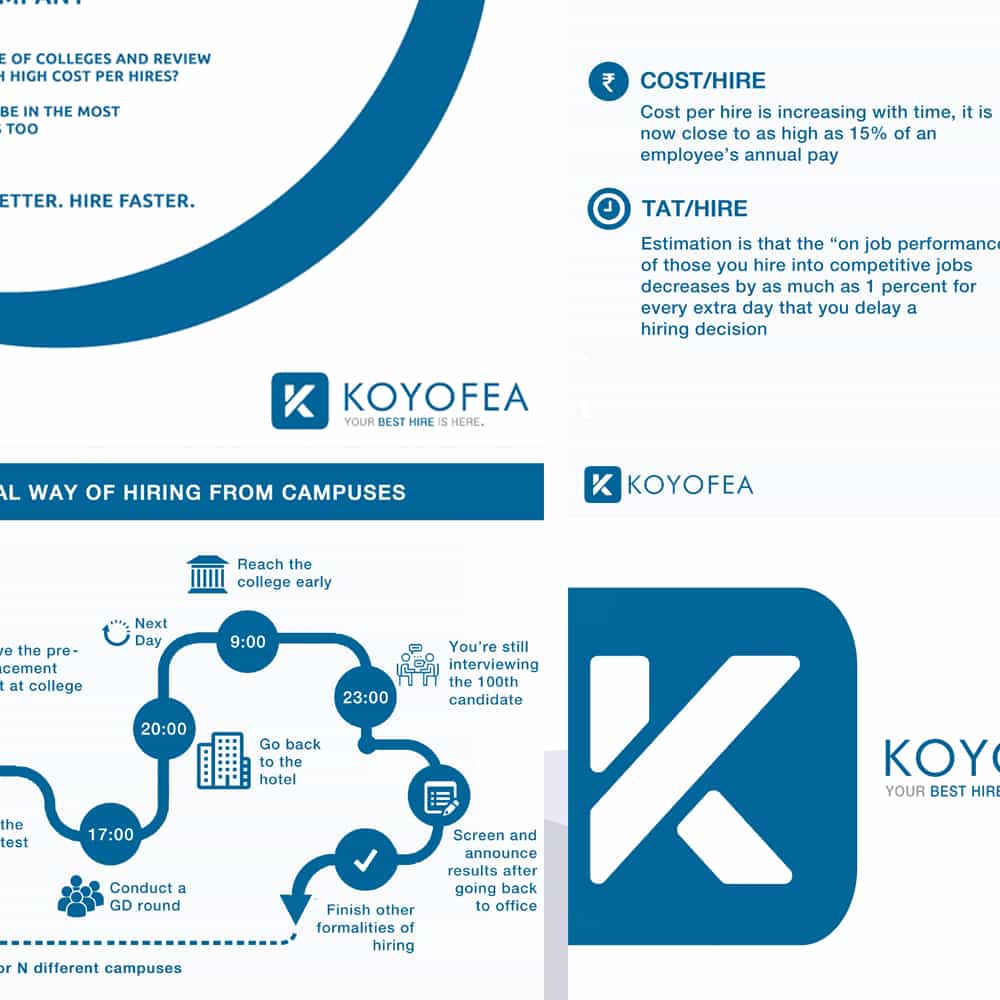 E OF COLLEGES AND REVIEW
H HIGH COST PER HIRES?
BE IN THE MOST
TOO
ETTER. HIRE FASTER.
KOYOFEA
YOUR BEST HIRE IS HERE.
₹ COST/HIRE
Cost per hire is increasing with time, it is
now close to as high as 15% of an
employee's annual pay
TAT/HIRE
Estimation is that the “on job performance
of those you hire into competitive jobs
decreases by as much as 1 percent for
every extra day that you delay a
hiring decision
KOYOFEA
AL WAY OF HIRING FROM CAMPUSES
Reach the
college early
Next
Day
9:00
ve the pre-
acement
t at college
You're still
interviewing
the 100th
candidate
23:00
20:00
Go back
to the
hotel
the
test
17:00
Conduct a
GD round
Screen and
announce
results after
going back
to office
Finish other
formalities of
hiring
or N different campuses
KOYO
YOUR BEST HIRE